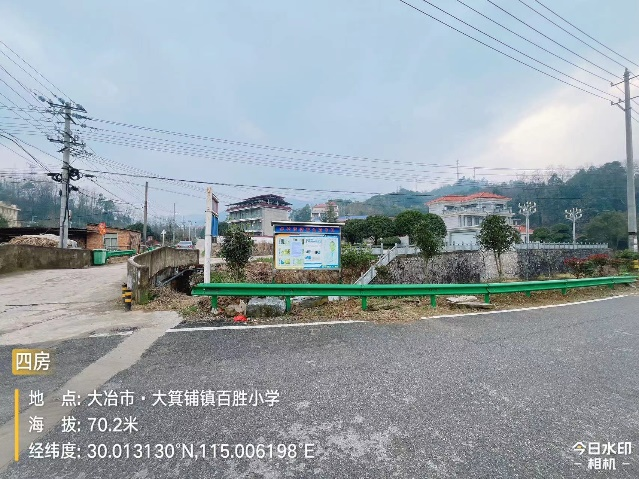 四房
地 点: 大冶市·大箕铺镇百胜小学
海 拔: 70.2米
经纬度: 30.013130°N,115.006198°E
今日水印
相机